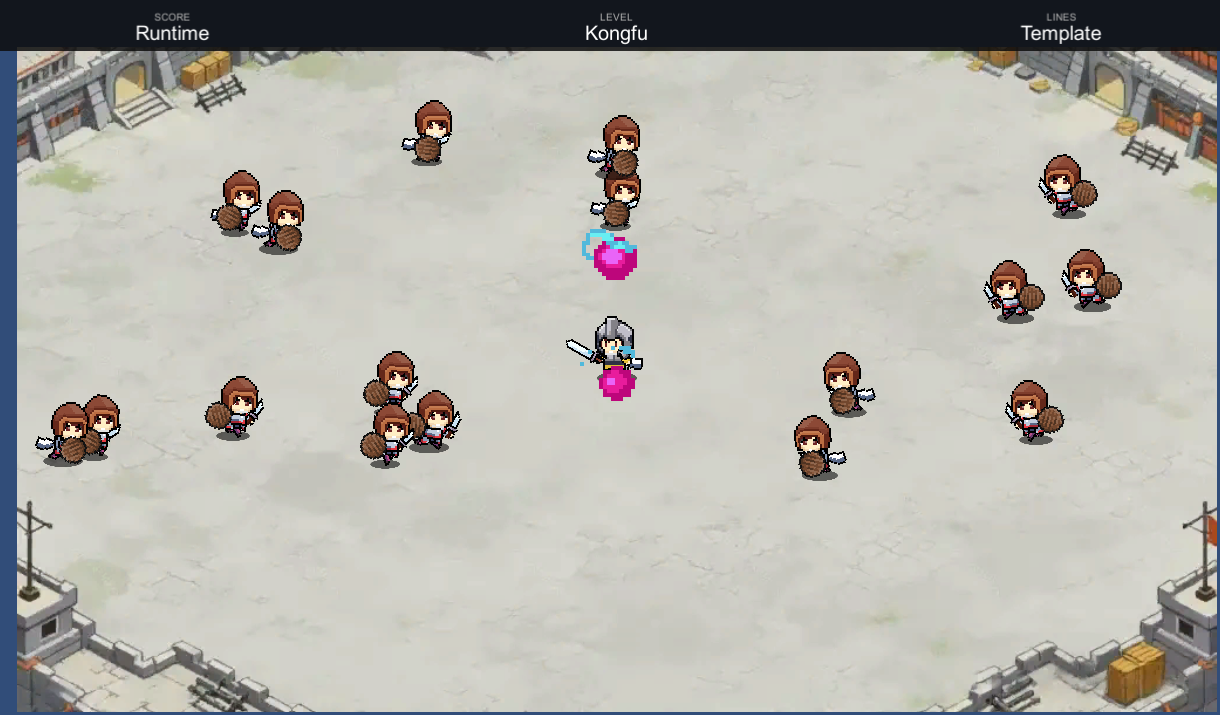 SCORE
Runtime
LEVEL
Kongfu
LINES
Template